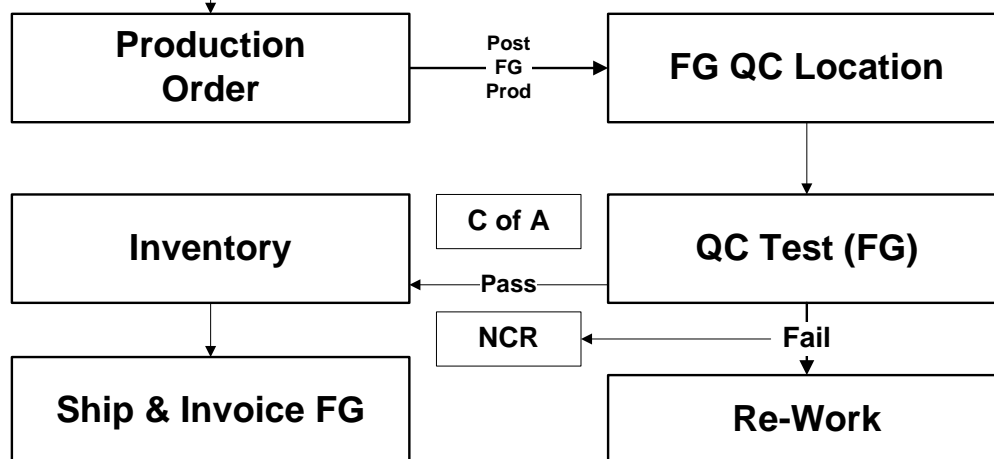 Production
Order
Post
FG
Prod
FG QC Location
Inventory
C of A
QC Test (FG)
Pass
NCR
Fail
Ship & Invoice FG
Re-Work